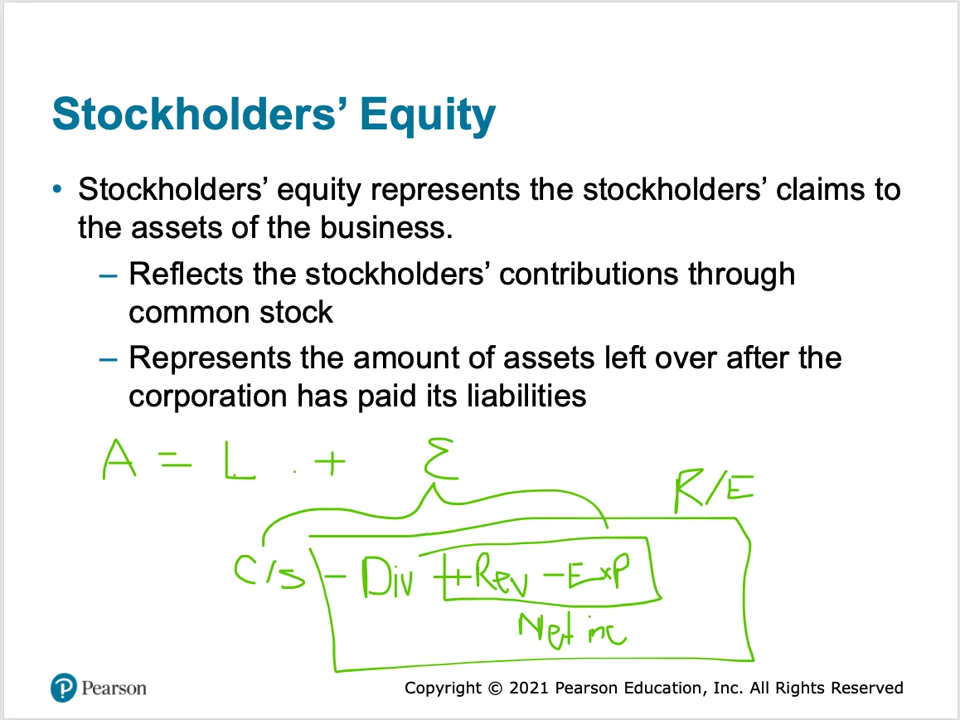 Stockholders’ Equity
• Stockholders’ equity represents the stockholders’ claims to
the assets of the business.
– Reflects the stockholders’ contributions through
common stock
– Represents the amount of assets left over after the
corporation has paid its liabilities
A = L + E
R/E
C/S - Div + Rev - Exp
Net inc
Pearson
Copyright © 2021 Pearson Education, Inc. All Rights Reserved